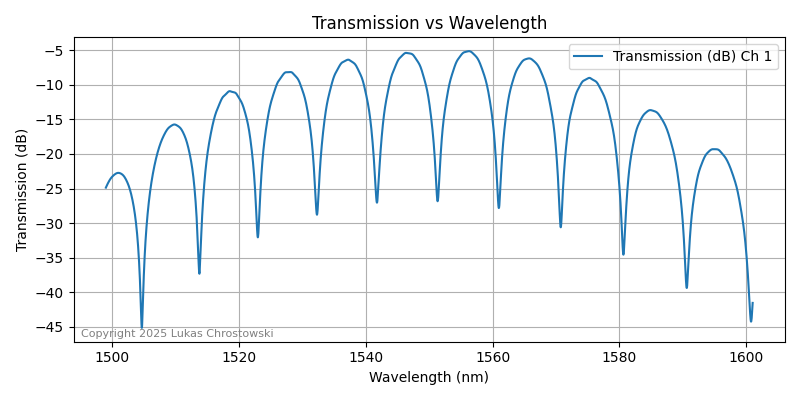 Transmission vs Wavelength
Transmission (dB) Ch 1
Transmission (dB)
−5
−10
−15
−20
−25
−30
−35
−40
−45
Copyright 2025 Lukas Chrostowski
1500 1520 1540 1560 1580 1600
Wavelength (nm)